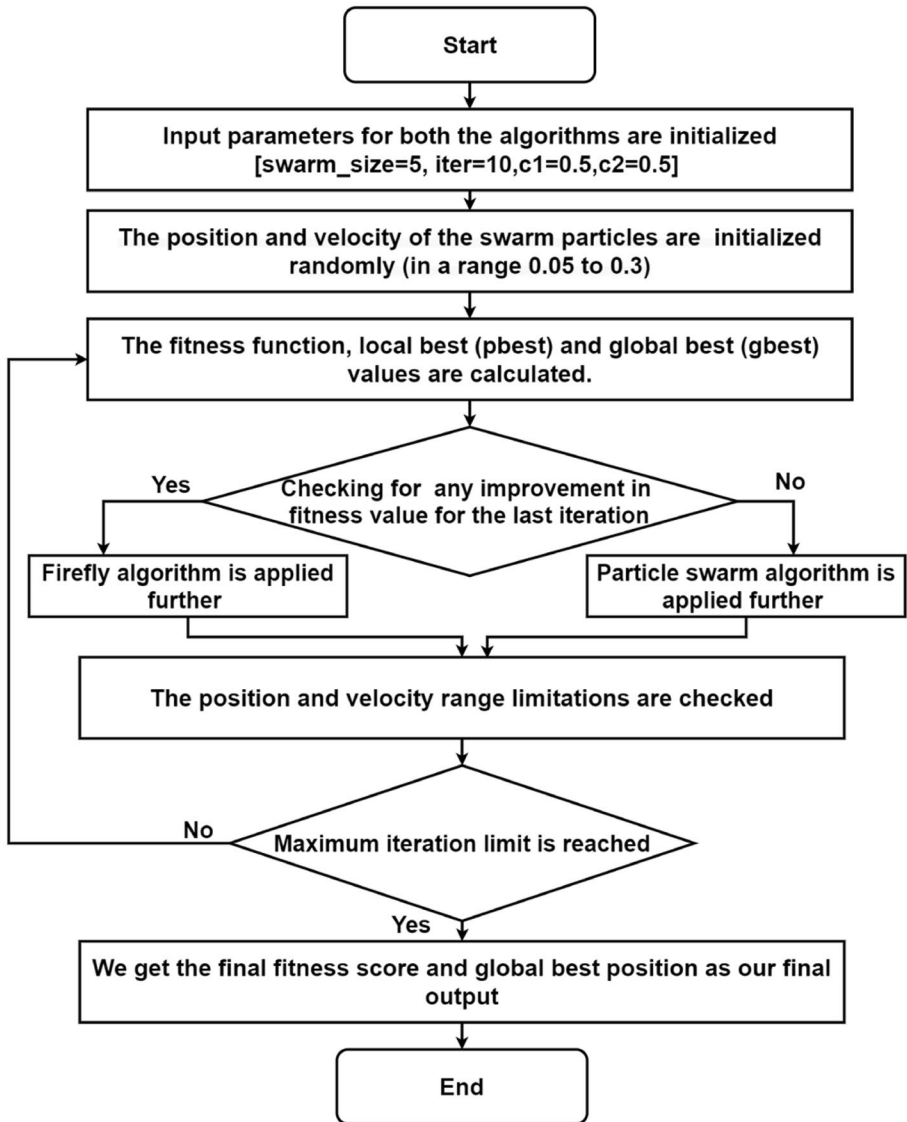 Start
Input parameters for both the algorithms are initialized
[swarm_size=5, iter=10,c1=0.5,c2=0.5]
The position and velocity of the swarm particles are initialized
randomly (in a range 0.05 to 0.3)
The fitness function, local best (pbest) and global best (gbest)
values are calculated.
Yes
No
Checking for any improvement in
fitness value for the last iteration
Firefly algorithm is applied
further
Particle swarm algorithm is
applied further
The position and velocity range limitations are checked
No
Maximum iteration limit is reached
Yes
We get the final fitness score and global best position as our final
output
End